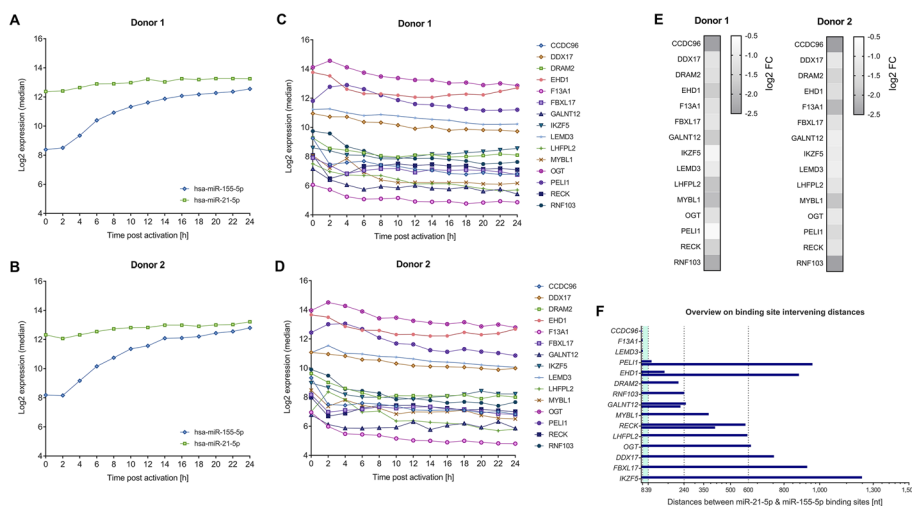 A
Donor 1
Log2 expression (median)
16
14
12
10
8
6
4
hsa-miR-155-5p
hsa-miR-21-5p
0 2 4 6 8 10 12 14 16 18 20 22 24
Time post activation [h]
B
Donor 2
Log2 expression (median)
16
14
12
10
8
6
4
hsa-miR-155-5p
hsa-miR-21-5p
0 2 4 6 8 10 12 14 16 18 20 22 24
Time post activation [h]
C
Donor 1
Log2 expression (median)
16
14
12
10
8
6
4
0 2 4 6 8 10 12 14 16 18 20 22 24
Time post activation [h]
CCDC96
DDX17
DRAM2
EHD1
F13A1
FBXL17
GALNT12
IKZF5
LEMD3
LHFPL2
MYBL1
OGT
PELI1
RECK
RNF103
D
Donor 2
Log2 expression (median)
16
14
12
10
8
6
4
0 2 4 6 8 10 12 14 16 18 20 22 24
Time post activation [h]
CCDC96
DDX17
DRAM2
EHD1
F13A1
FBXL17
GALNT12
IKZF5
LEMD3
LHFPL2
MYBL1
OGT
PELI1
RECK
RNF103
E
Donor 1
CCDC96
DDX17
DRAM2
EHD1
F13A1
FBXL17
GALNT12
IKZF5
LEMD3
LHFPL2
MYBL1
OGT
PELI1
RECK
RNF103
-0.5
-1.0
-1.5
-2.0
-2.5
log2 FC
Donor 2
CCDC96
DDX17
DRAM2
EHD1
F13A1
FBXL17
GALNT12
IKZF5
LEMD3
LHFPL2
MYBL1
OGT
PELI1
RECK
RNF103
-0.5
-1.0
-1.5
-2.0
-2.5
log2 FC
F
Overview on binding site intervening distances
CCDC96
F13A1
LEMD3
PELI1
EHD1
DRAM2
RNF103
GALNT12
MYBL1
RECK
LHFPL2
OGT
DDX17
FBXL17
IKZF5
8 39 240 350 480 600 1,000 1,300 1,50
Distances between miR-21-5p & miR-155-5p binding sites [nt]